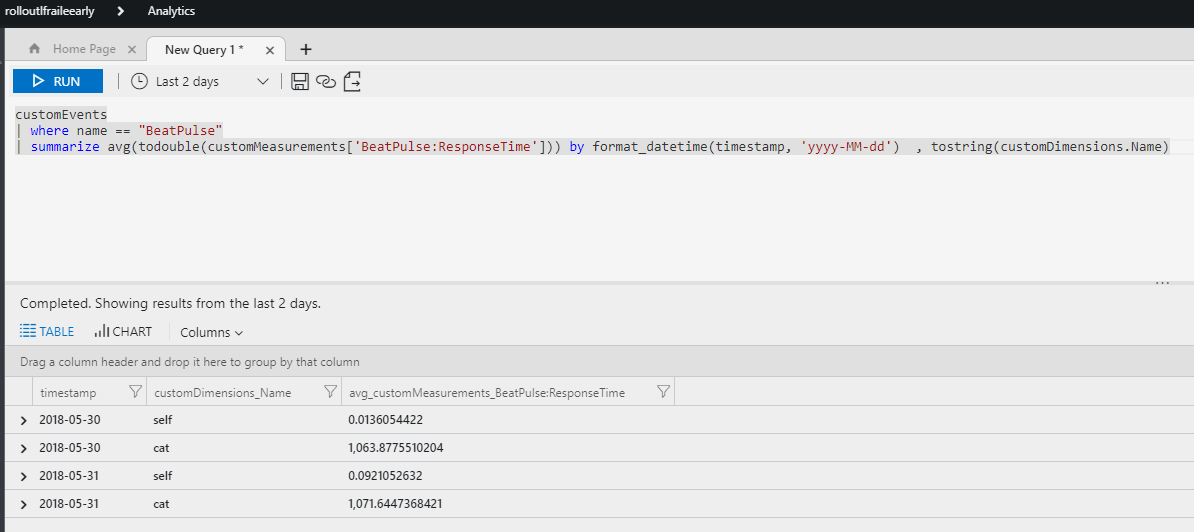 rolloutlfraileearly > Analytics
Home Page × New Query 1 * × +
RUN Last 2 days
customEvents
| where name == "BeatPulse"
| summarize avg(todouble(customMeasurements['BeatPulse:ResponseTime'])) by format_datetime(timestamp, 'yyyy-MM-dd')  , tostring(customDimensions.Name)
...
Completed. Showing results from the last 2 days.
TABLE CHART Columns
Drag a column header and drop it here to group by that column
timestamp customDimensions_Name avg_customMeasurements_BeatPulse:ResponseTime
2018-05-30 self 0.0136054422
2018-05-30 cat 1,063.8775510204
2018-05-31 self 0.0921052632
2018-05-31 cat 1,071.6447368421